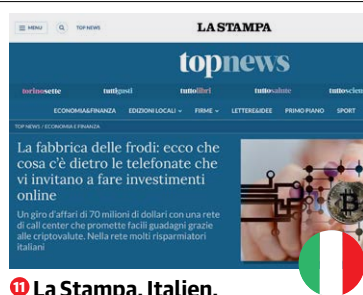 MENU TOP NEWS LA STAMPA
topnews
torinosette tuttigusti tuttolibri tuttosalute tuttoscien
ECONOMIA&FINANZA EDIZIONI LOCALI FIRME LETTERE&IDEE PRIMO PIANO SPORT
TOP NEWS / ECONOMIA E FINANZA
La fabbrica delle frodi: ecco che
cosa c'è dietro le telefonate che
vi invitano a fare investimenti
online
Un giro d'affari di 70 milioni di dollari con una rete
di call center che promette facili guadagni grazie
alle criptovalute. Nella rete molti risparmiatori
italiani
11 La Stampa, Italien.